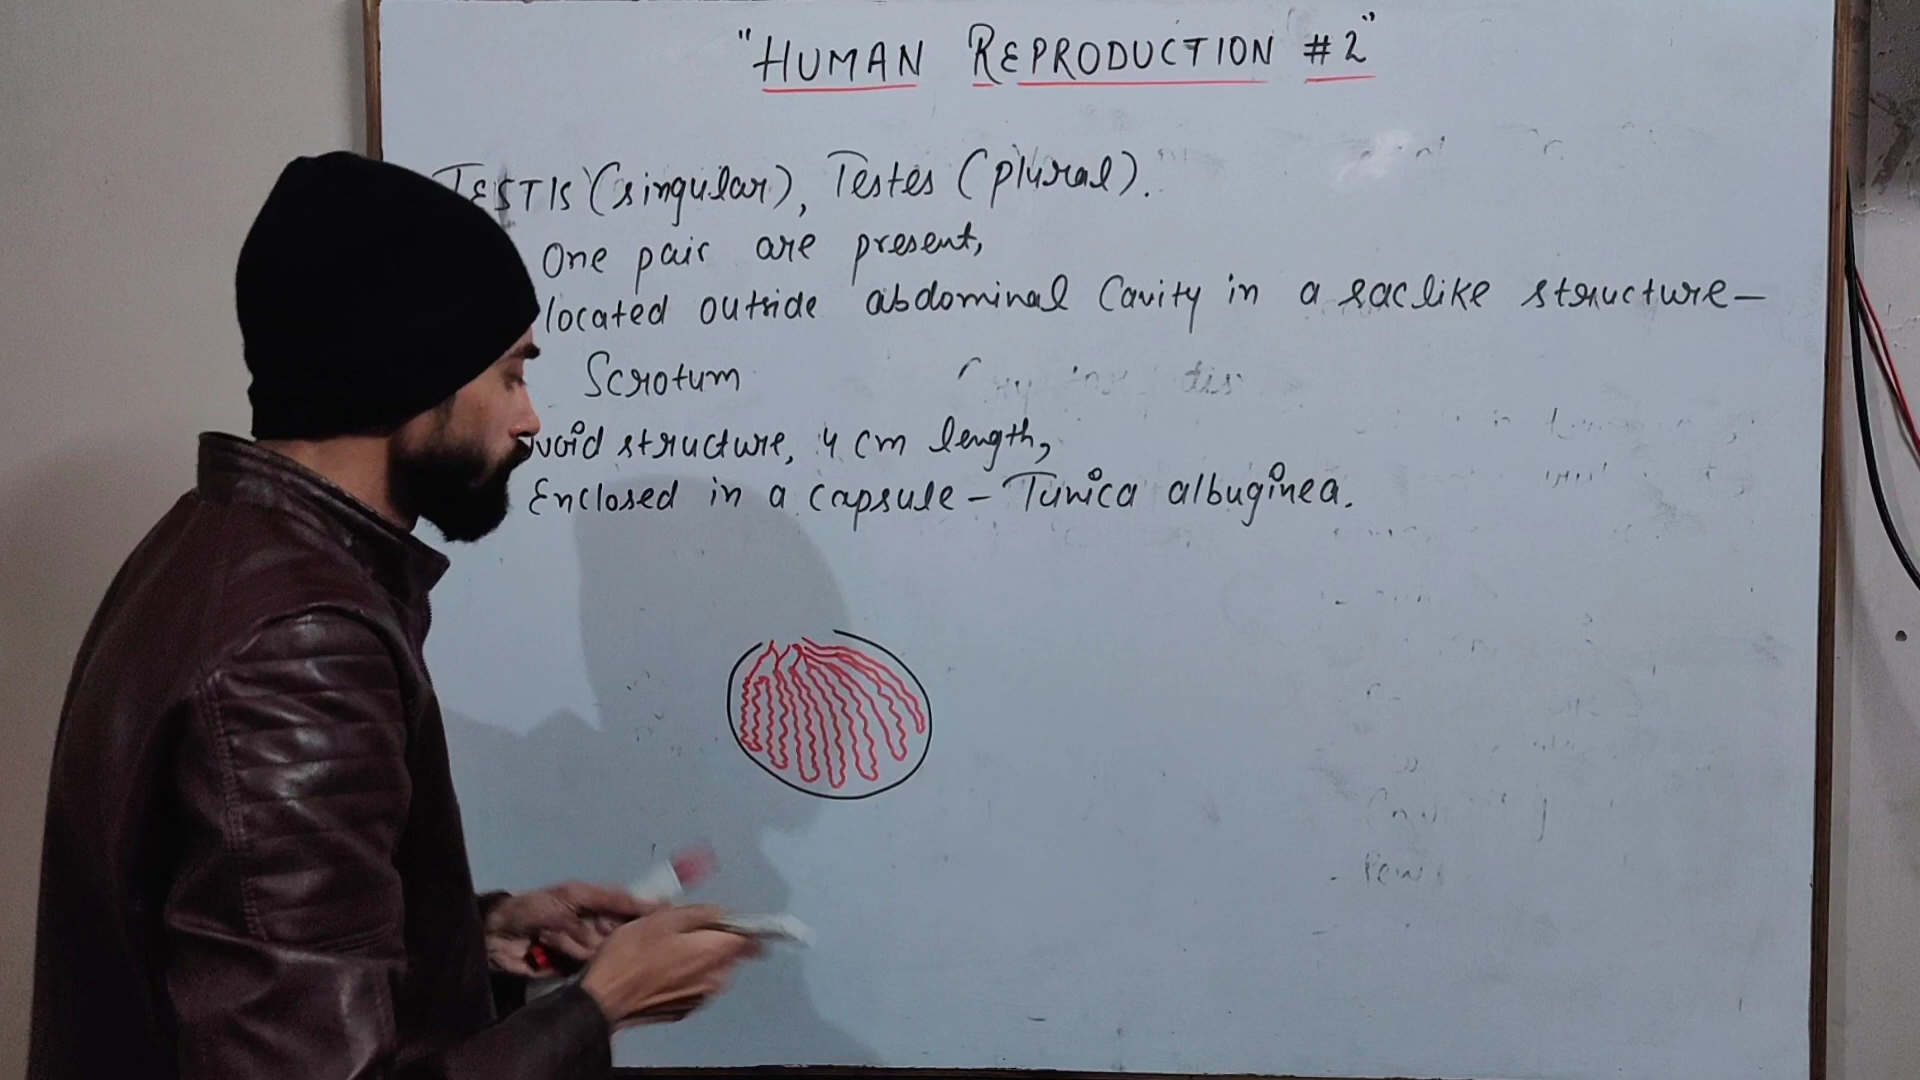 "HUMAN REPRODUCTION #2"
TESTIS (singular), Testes (plural).
One pair are present,
located outside abdominal cavity in a saclike structure –
Scrotum
ovoid structure, 4 cm length,
Enclosed in a capsule – Tunica albuginea.